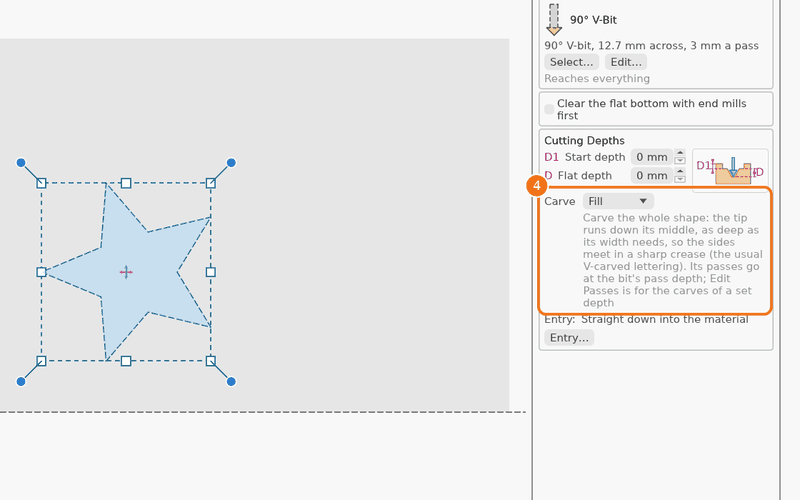 90° V-Bit
90° V-bit, 12.7 mm across, 3 mm a pass
Select... Edit...
Reaches everything
Clear the flat bottom with end mills
first
Cutting Depths
D1 Start depth 0 mm
D Flat depth 0 mm
D1 D
4
Carve Fill
Carve the whole shape: the tip
runs down its middle, as deep as
its width needs, so the sides
meet in a sharp crease (the usual
V-carved lettering). Its passes go
at the bit's pass depth; Edit
Passes is for the carves of a set
depth
Entry: Straight down into the material
Entry...